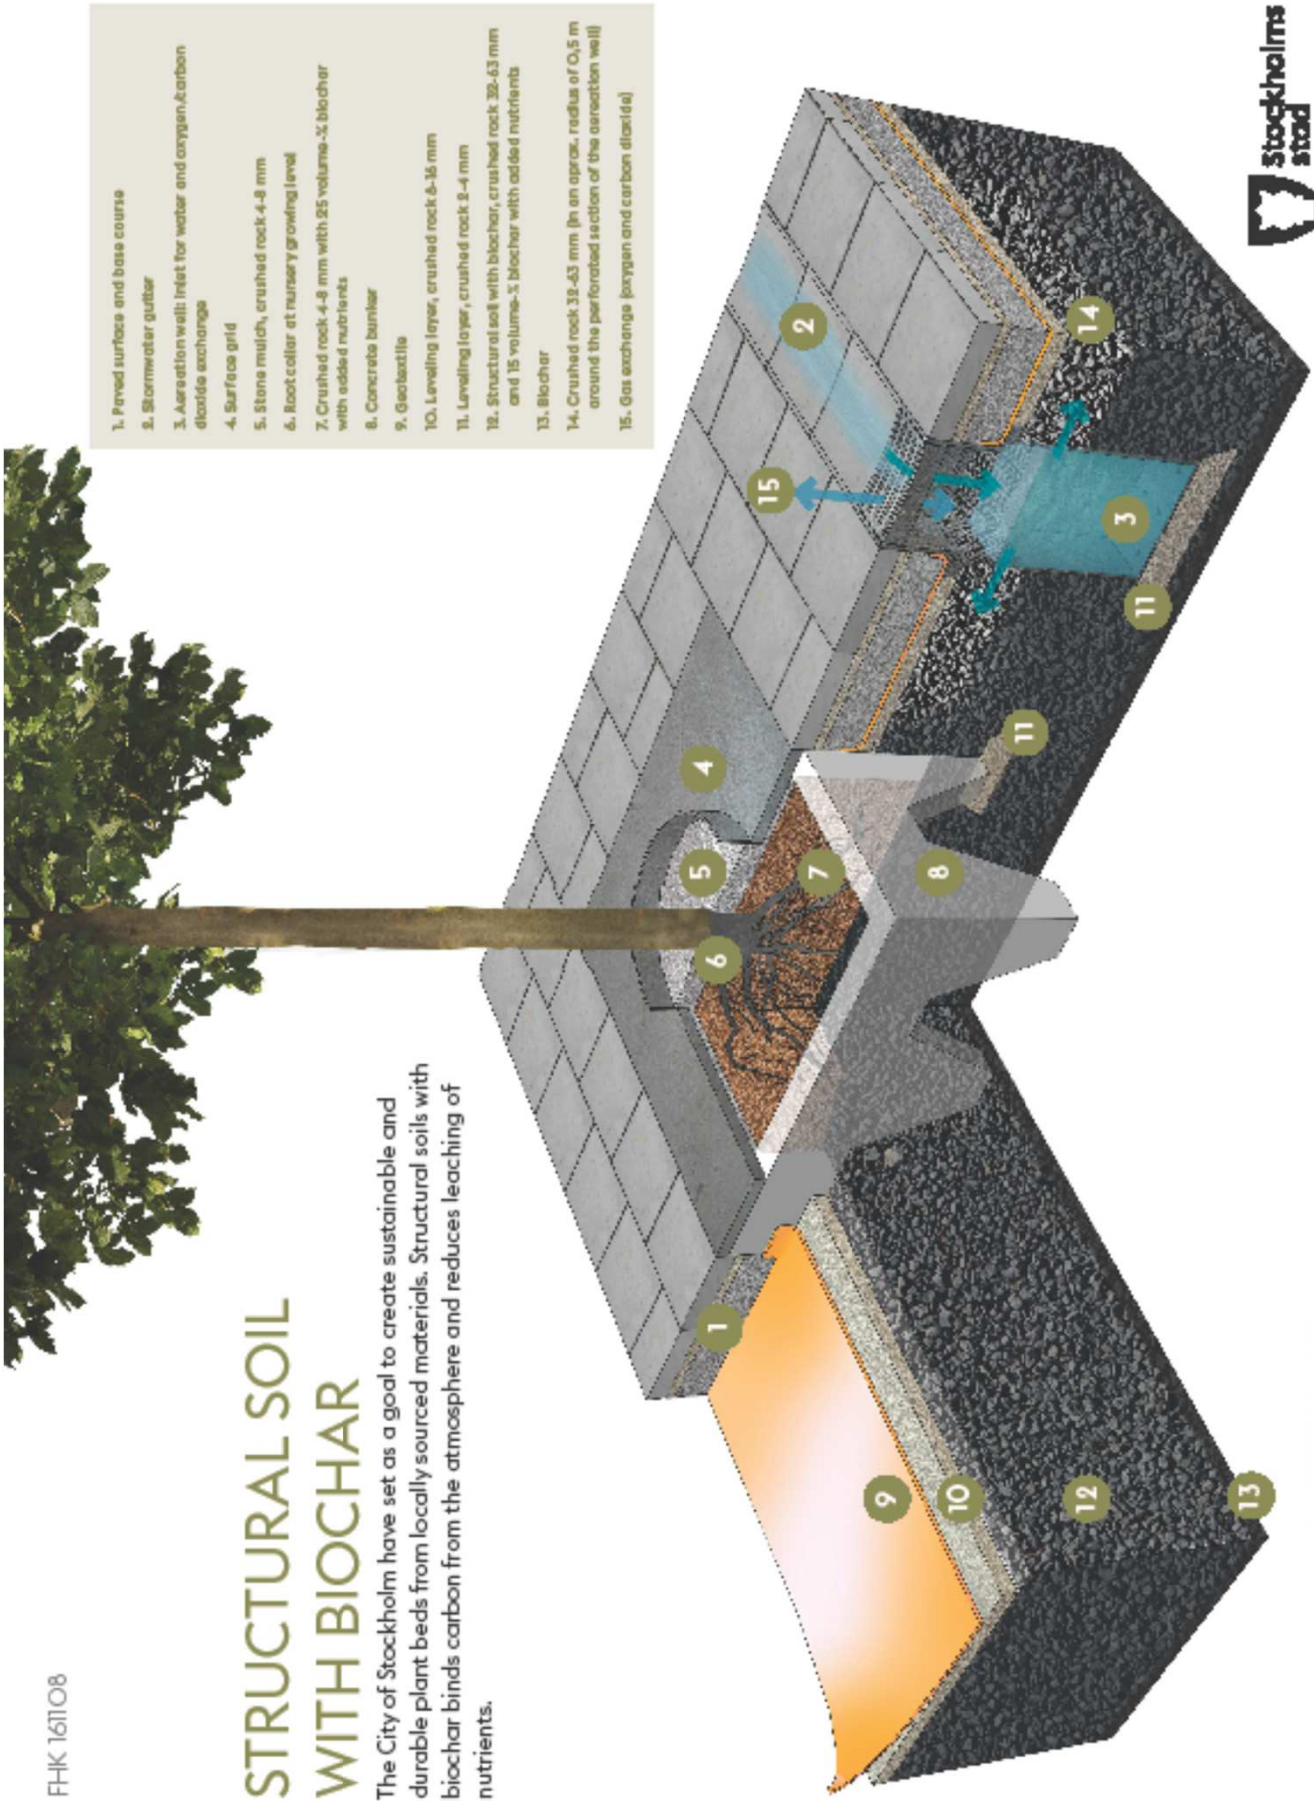 FHK 161108
STRUCTURAL SOIL
WITH BIOCHAR
The City of Stockholm have set as a goal to create sustainable and
durable plant beds from locally sourced materials. Structural soils with
biochar binds carbon from the atmosphere and reduces leaching of
nutrients.
1. Paved surface and base course
2. Stormwater gutter
3. Aereation well: inlet for water and oxygen/carbon
dioxide exchange
4. Surface grid
5. Stone mulch, crushed rock 4-8 mm
6. Root collar at nursery growing level
7. Crushed rock 4-8 mm with 25 volume-% biochar
with added nutrients
8. Concrete bunker
9. Geotextile
10. Leveling layer, crushed rock 8-16 mm
11. Leveling layer, crushed rock 2-4 mm
12. Structural soil with biochar, crushed rock 32-63 mm
and 15 volume-% biochar with added nutrients
13. Biochar
14. Crushed rock 32-63 mm (in an aprox. radius of 0,5 m
around the perforated section of the aereation well)
15. Gas exchange (oxygen and carbon dioxide)
1
2
3
4
5
6
7
8
9
10
11
11
12
13
14
15
Stockholms
stad